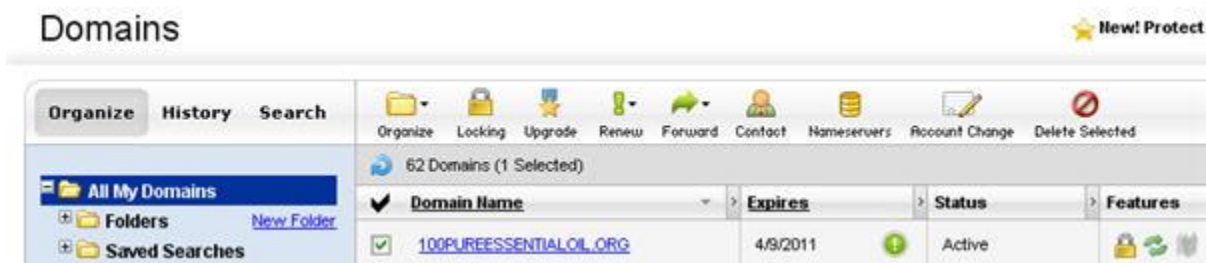 Domains
New! Protect
Organize History Search
Organize Locking Upgrade Renew Forward Contact Nameservers Account Change Delete Selected
62 Domains (1 Selected)
All My Domains
Domain Name Expires Status Features
Folders New Folder
Saved Searches
100PUREESSENTIALOIL.ORG 4/9/2011 Active